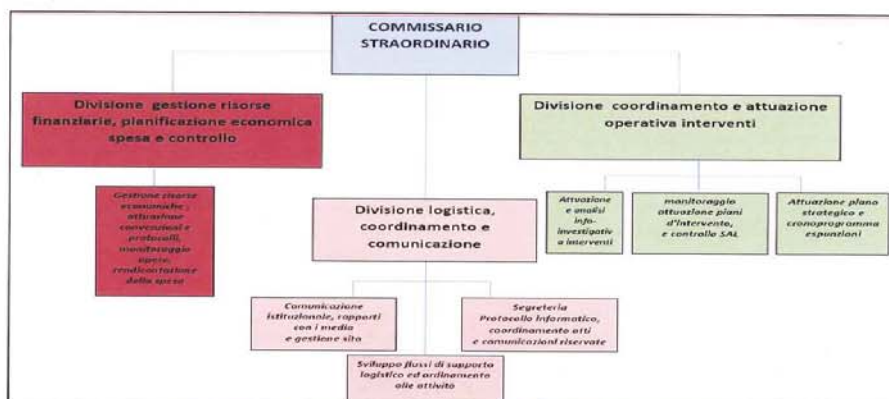 COMMISSARIO
STRAORDINARIO
Divisione gestione risorse
finanziarie, planificazione economica
spesa e controllo
Divisione coordinamento e attuazione
operativa interventi
Gestione risorse
economiche,
attuazione
convenzioni e
protocolli,
monitoraggio
opere,
rendicontazione
della spesa
Divisione logistica,
coordinamento e
comunicazione
Attuazione
e analisi
info-
investigativ
a interventi
monitoraggio
attuazione piani
d'intervento,
e controllo SAL
Attuazione piano
strategico e
cronoprogramma
espunzioni
Comunicazione
istituzionale, rapporti
con i media
e gestione sito
Segreteria
Protocollo Informatico,
coordinamento atti
e comunicazioni riservate
Sviluppo flussi di supporto
logistico ed ordinamento
alle attività